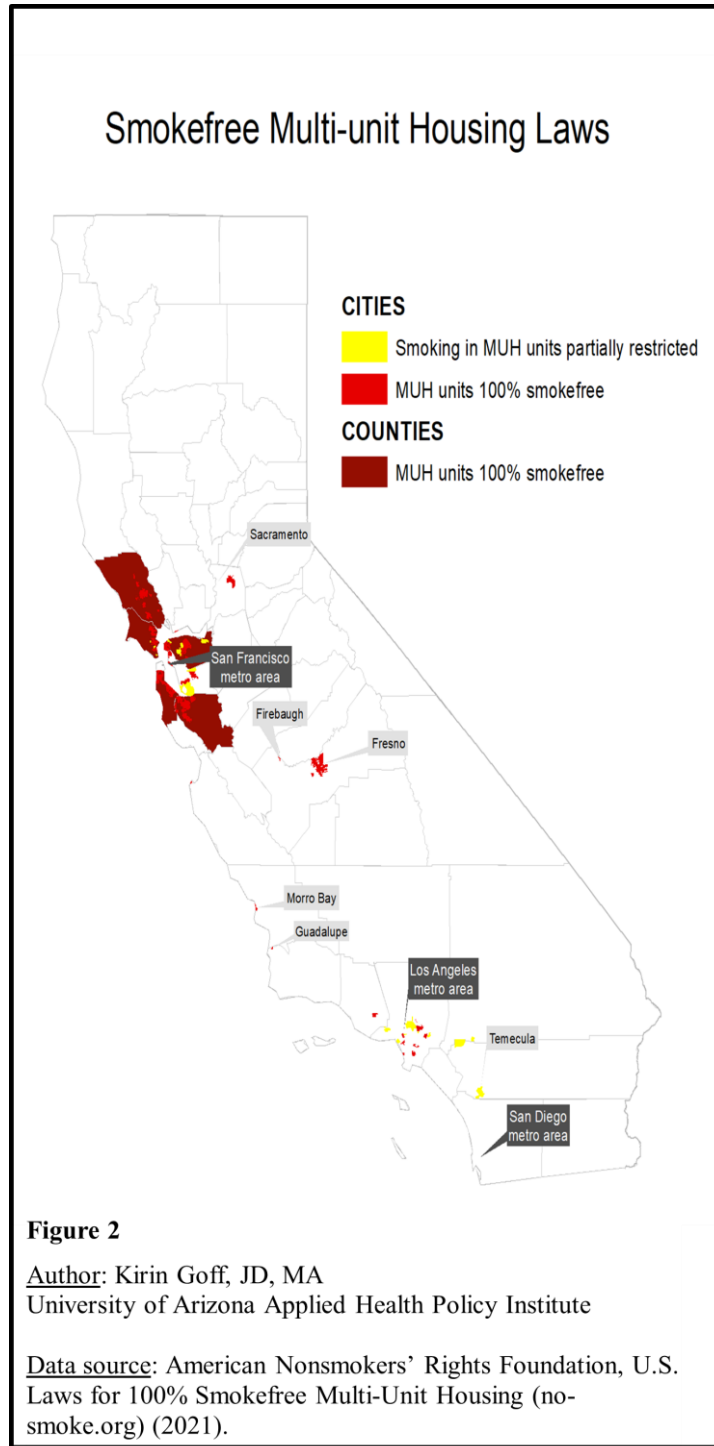 Smokefree Multi-unit Housing Laws
CITIES
Smoking in MUH units partially restricted
MUH units 100% smokefree
COUNTIES
MUH units 100% smokefree
Sacramento
San Francisco
metro area
Firebaugh
Fresno
Morro Bay
Guadalupe
Los Angeles
metro area
Temecula
San Diego
metro area
Figure 2
Author: Kirin Goff, JD, MA
University of Arizona Applied Health Policy Institute
Data source: American Nonsmokers’ Rights Foundation, U.S.
Laws for 100% Smokefree Multi-Unit Housing (no-
smoke.org) (2021).